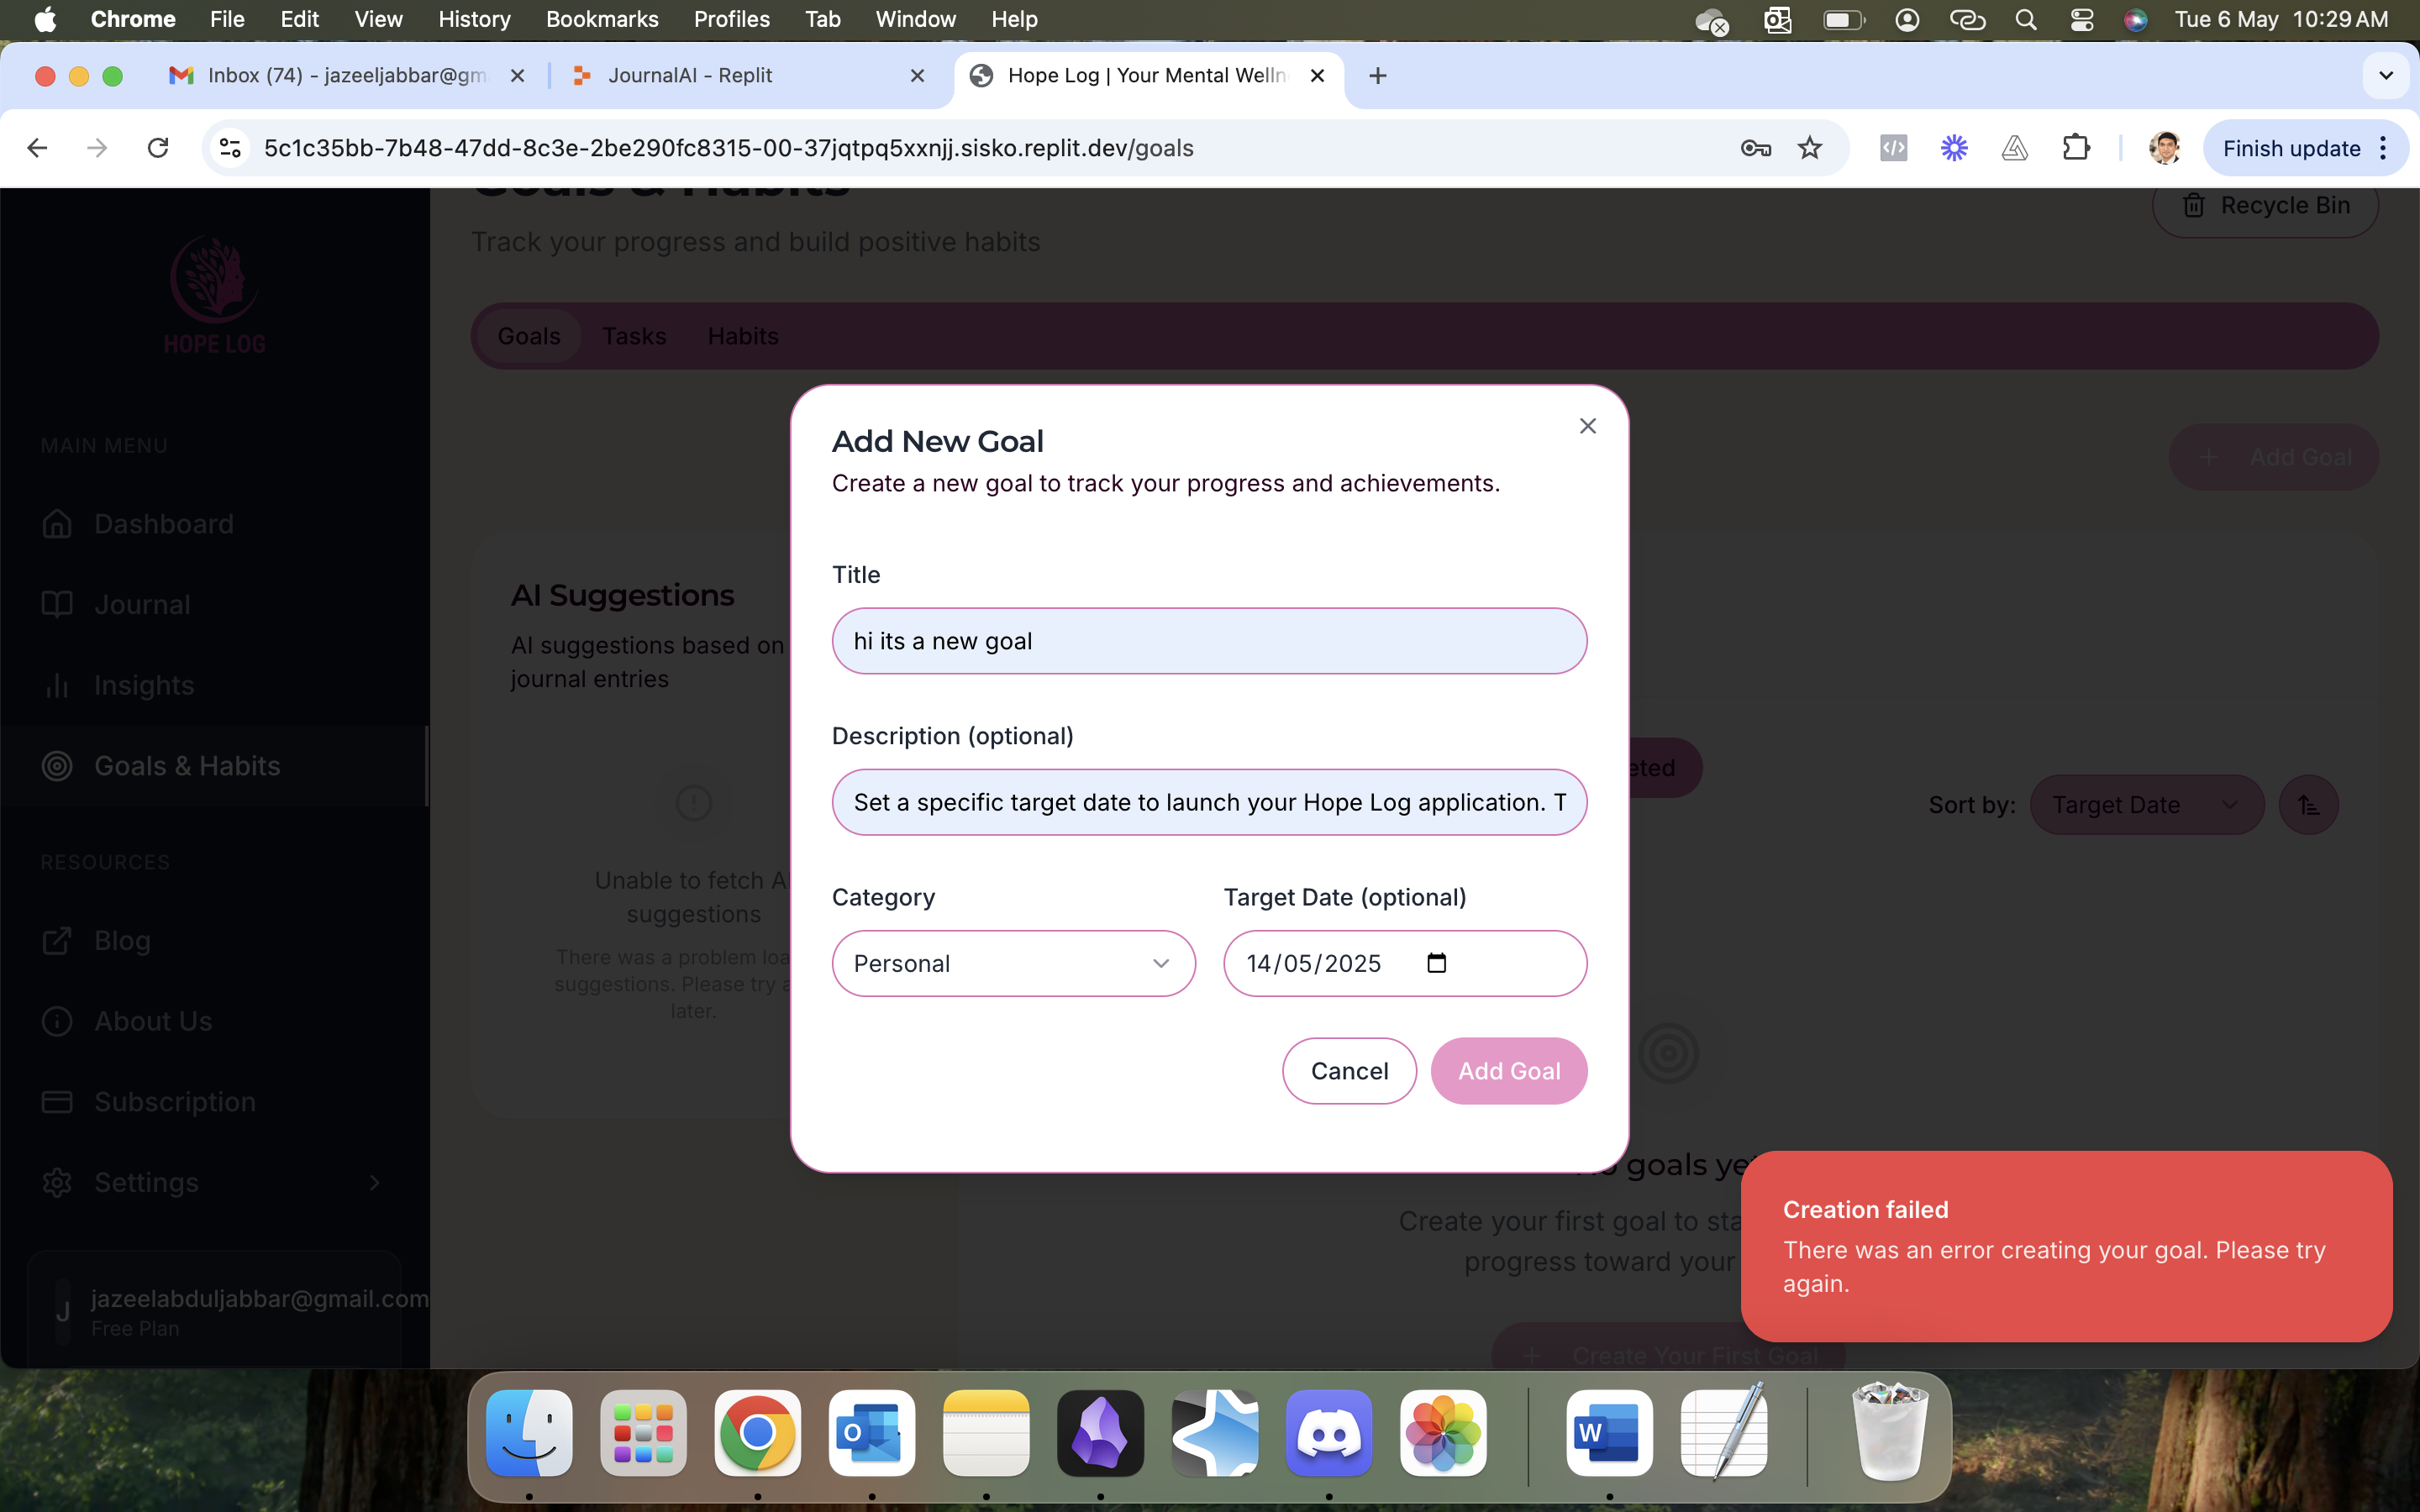 Chrome File Edit View History Bookmarks Profiles Tab Window Help Tue 6 May 10:29 AM
Inbox (74) - jazeeljabbar@gm
JournalAI - Replit
Hope Log | Your Mental Welln
5c1c35bb-7b48-47dd-8c3e-2be290fc8315-00-37jqtpq5xxnjj.sisko.replit.dev/goals
Finish update
Goals & Habits
Recycle Bin
Track your progress and build positive habits
HOPE LOG
Goals Tasks Habits
MAIN MENU
Dashboard
Journal
Insights
Goals & Habits
RESOURCES
Blog
About Us
Subscription
Settings
J
jazeelabduljabbar@gmail.com
Free Plan
+ Add Goal
AI Suggestions
AI suggestions based on
journal entries
Unable to fetch A
suggestions
There was a problem loa
suggestions. Please try a
later.
Add New Goal
Create a new goal to track your progress and achievements.
Title
hi its a new goal
Description (optional)
Set a specific target date to launch your Hope Log application. T
Category
Target Date (optional)
Personal
14/05/2025
Cancel
Add Goal
eted
Sort by: Target Date
goals ye
Create your first goal to sta
progress toward your
+ Create Your First Goal
Creation failed
There was an error creating your goal. Please try
again.
O
W